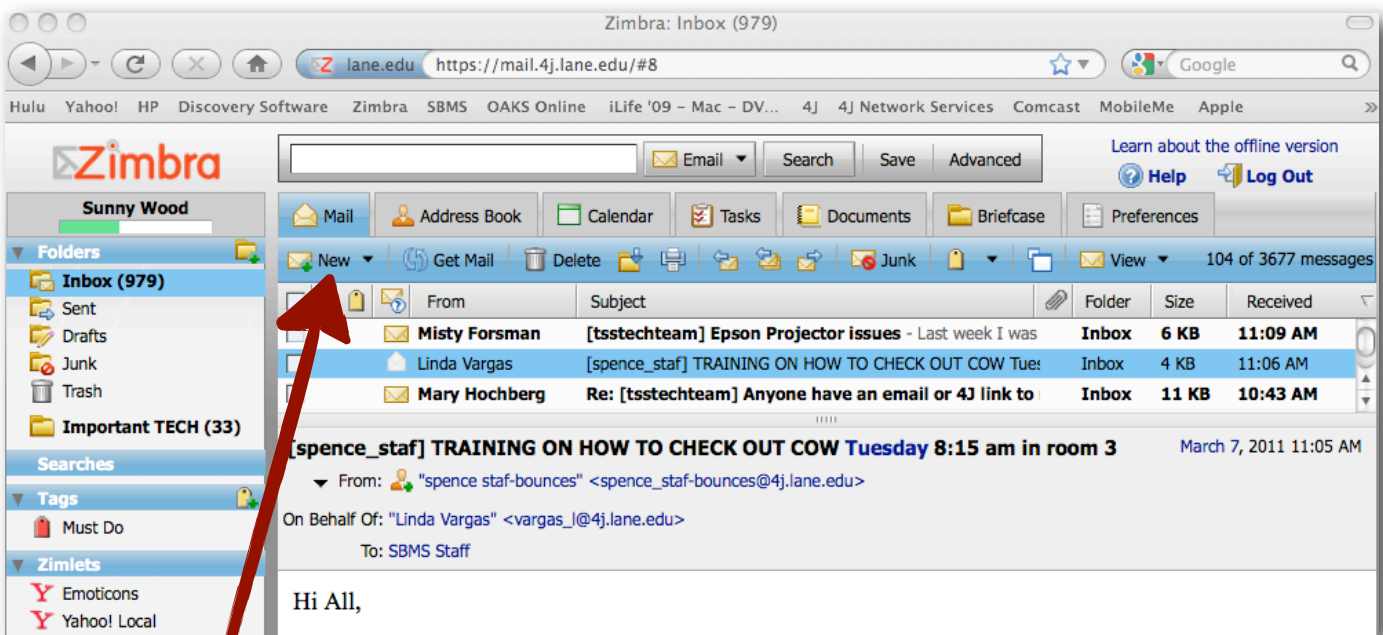 Zimbra: Inbox (979)
lane.edu https://mail.4j.lane.edu/#8 Google
Hulu Yahoo! HP Discovery Software Zimbra SBMS OAKS Online iLife '09 – Mac – DV... 4J 4J Network Services Comcast MobileMe Apple »
Zimbra
Email Search Save Advanced
Learn about the offline version
Help Log Out
Sunny Wood
Mail Address Book Calendar Tasks Documents Briefcase Preferences
Folders
New Get Mail Delete Junk View 104 of 3677 messages
Inbox (979)
Sent
Drafts
Junk
Trash
Important TECH (33)
Searches
Tags
Must Do
Zimlets
Emoticons
Yahoo! Local
From Subject Folder Size Received
Misty Forsman [tsstechteam] Epson Projector issues - Last week I was Inbox 6 KB 11:09 AM
Linda Vargas [spence_staf] TRAINING ON HOW TO CHECK OUT COW Tue Inbox 4 KB 11:06 AM
Mary Hochberg Re: [tsstechteam] Anyone have an email or 4J link to Inbox 11 KB 10:43 AM
[spence_staf] TRAINING ON HOW TO CHECK OUT COW Tuesday 8:15 am in room 3 March 7, 2011 11:05 AM
From: "spence staf-bounces" <spence_staf-bounces@4j.lane.edu>
On Behalf Of: "Linda Vargas" <vargas_l@4j.lane.edu>
To: SBMS Staff
Hi All,